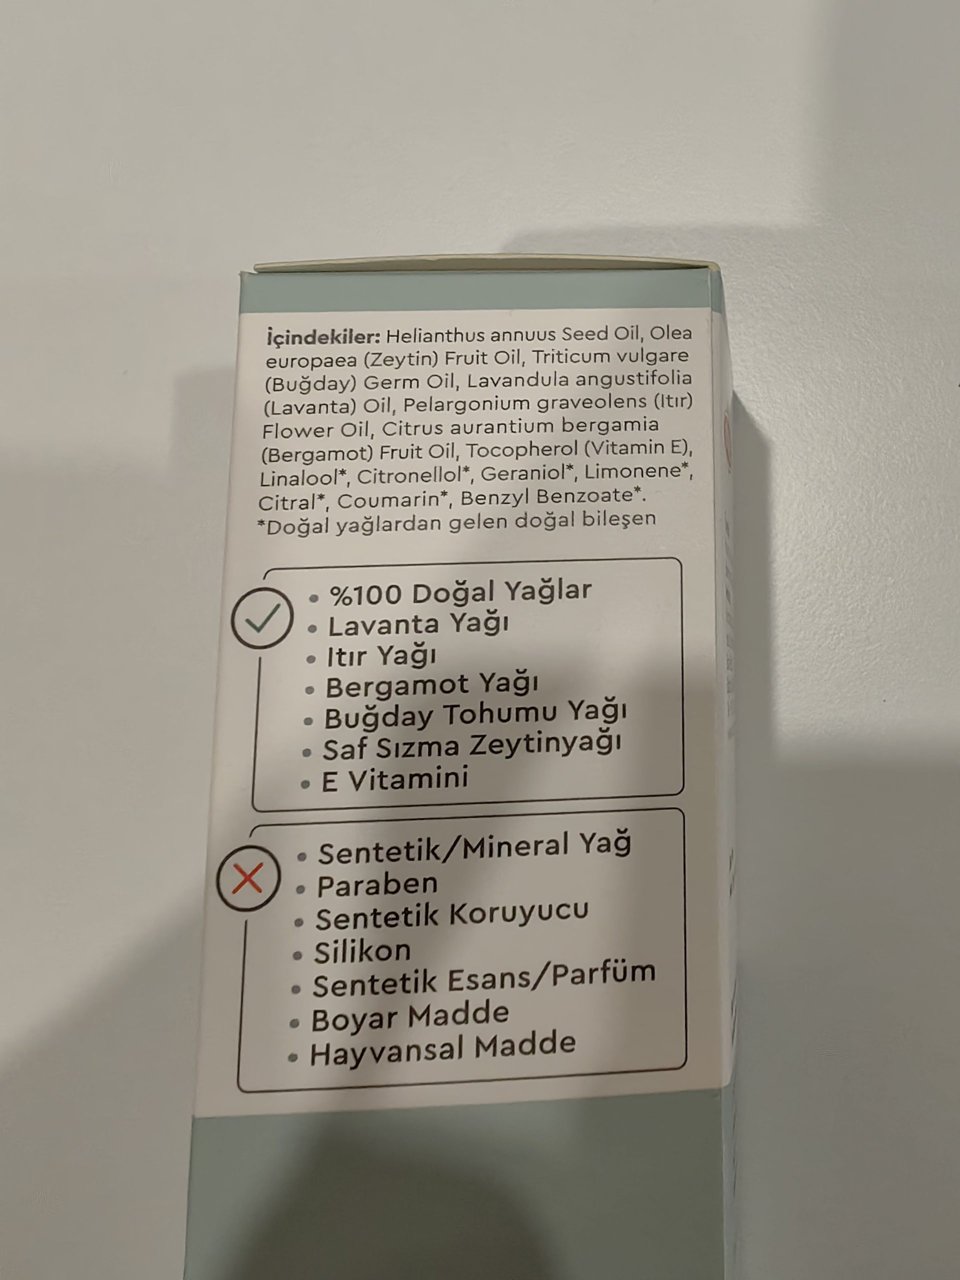 İçindekiler: Helianthus annuus Seed Oil, Olea
europaea (Zeytin) Fruit Oil, Triticum vulgare
(Buğday) Germ Oil, Lavandula angustifolia
(Lavanta) Oil, Pelargonium graveolens (Itır)
Flower Oil, Citrus aurantium bergamia
(Bergamot) Fruit Oil, Tocopherol (Vitamin E),
Linalool*, Citronellol*, Geraniol*, Limonene*,
Citral*, Coumarin*, Benzyl Benzoate*.
*Doğal yağlardan gelen doğal bileşen
• %100 Doğal Yağlar
• Lavanta Yağı
• Itır Yağı
• Bergamot Yağı
• Buğday Tohumu Yağı
• Saf Sızma Zeytinyağı
• E Vitamini
• Sentetik/Mineral Yağ
• Paraben
• Sentetik Koruyucu
• Silikon
• Sentetik Esans/Parfüm
• Boyar Madde
• Hayvansal Madde